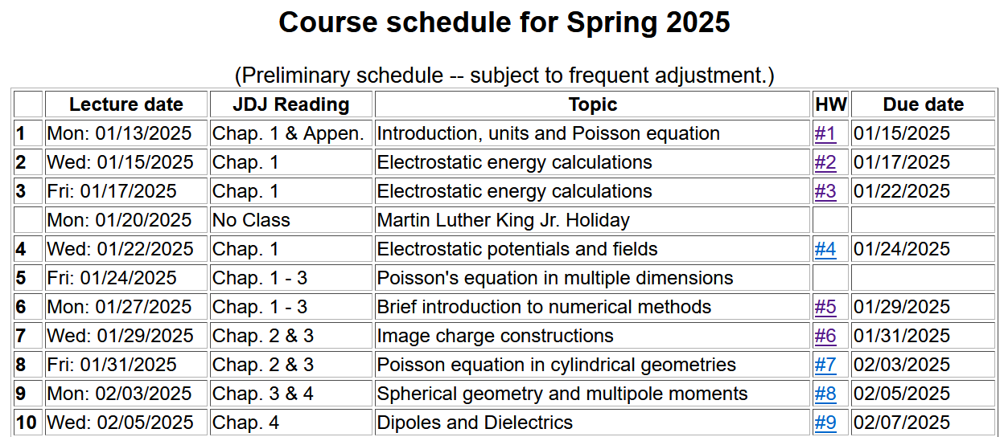 Course schedule for Spring 2025
(Preliminary schedule -- subject to frequent adjustment.)
Lecture date JDJ Reading Topic HW Due date
1 Mon: 01/13/2025 Chap. 1 & Appen. Introduction, units and Poisson equation #1 01/15/2025
2 Wed: 01/15/2025 Chap. 1 Electrostatic energy calculations #2 01/17/2025
3 Fri: 01/17/2025 Chap. 1 Electrostatic energy calculations #3 01/22/2025
Mon: 01/20/2025 No Class Martin Luther King Jr. Holiday
4 Wed: 01/22/2025 Chap. 1 Electrostatic potentials and fields #4 01/24/2025
5 Fri: 01/24/2025 Chap. 1 - 3 Poisson's equation in multiple dimensions
6 Mon: 01/27/2025 Chap. 1 - 3 Brief introduction to numerical methods #5 01/29/2025
7 Wed: 01/29/2025 Chap. 2 & 3 Image charge constructions #6 01/31/2025
8 Fri: 01/31/2025 Chap. 2 & 3 Poisson equation in cylindrical geometries #7 02/03/2025
9 Mon: 02/03/2025 Chap. 3 & 4 Spherical geometry and multipole moments #8 02/05/2025
10 Wed: 02/05/2025 Chap. 4 Dipoles and Dielectrics #9 02/07/2025